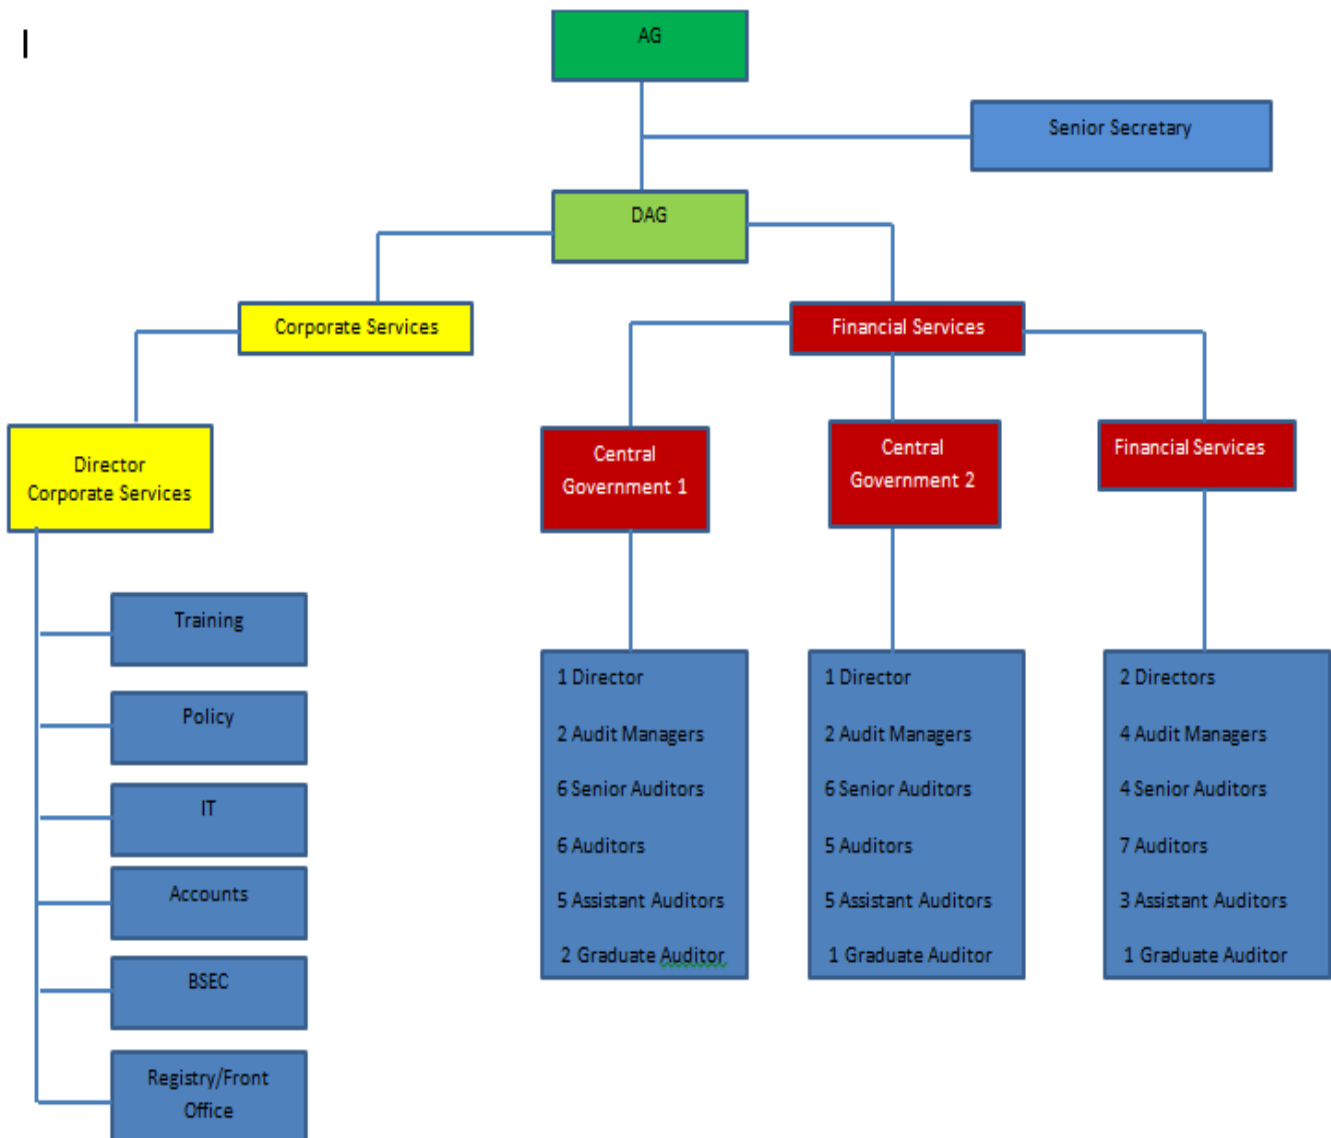 I
AG
Senior Secretary
DAG
Corporate Services
Financial Services
Director
Corporate Services
Central
Government 1
Central
Government 2
Financial Services
Training
Policy
IT
Accounts
BSEC
Registry/Front
Office
1 Director
2 Audit Managers
6 Senior Auditors
6 Auditors
5 Assistant Auditors
2 Graduate Auditor
1 Director
2 Audit Managers
6 Senior Auditors
5 Auditors
5 Assistant Auditors
1 Graduate Auditor
2 Directors
4 Audit Managers
4 Senior Auditors
7 Auditors
3 Assistant Auditors
1 Graduate Auditor